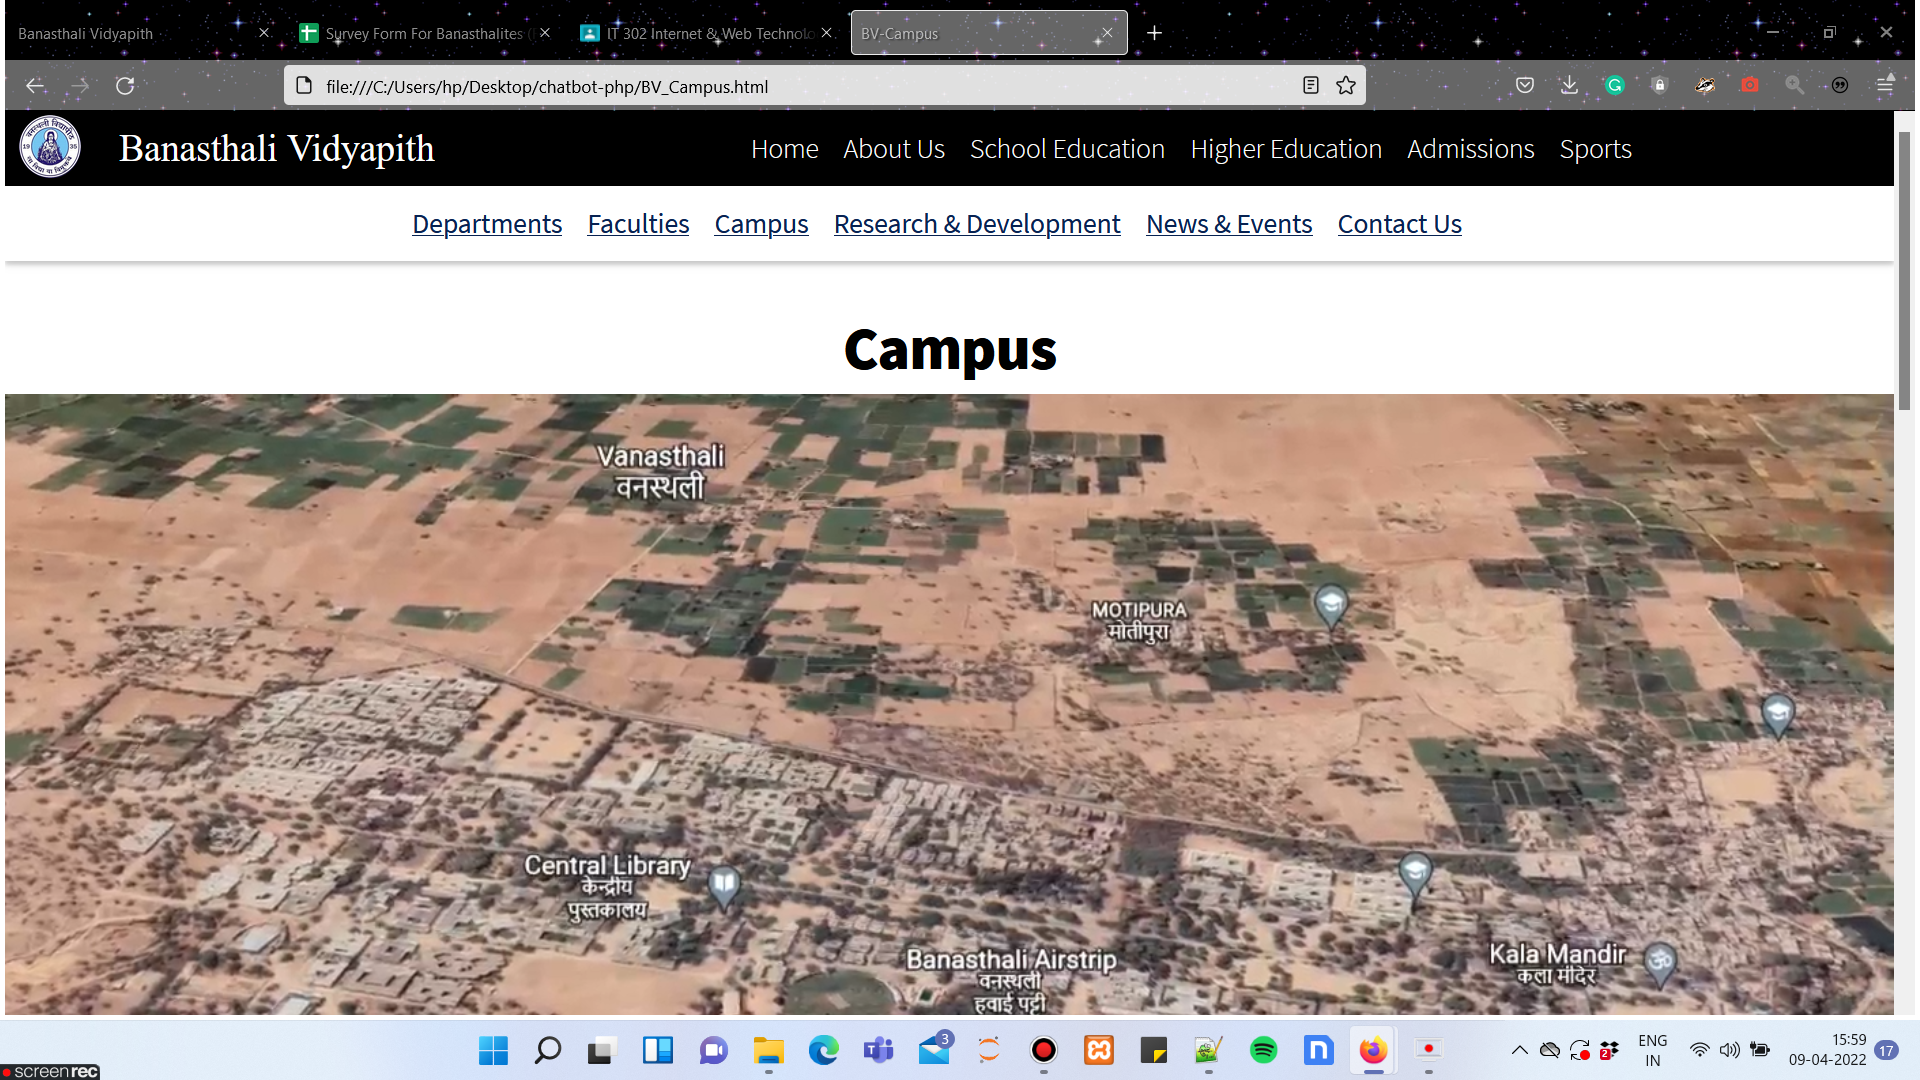 Banasthali Vidyapith
Survey Form For Banasthalites (
IT 302 Internet & Web Technolo
BV-Campus
file:///C:/Users/hp/Desktop/chatbot-php/BV_Campus.html
Banasthali Vidyapith
Home About Us School Education Higher Education Admissions Sports
Departments Faculties Campus Research & Development News & Events Contact Us
Campus
Vanasthali
वनस्थली
MOTIPURA
मोतीपुरा
Central Library
केन्द्रीय
पुस्तकालय
Banasthali Airstrip
वनस्थली
हवाई पट्टी
Kala Mandir
कला मंदिर
3
2
ENG
IN
15:59
09-04-2022
17
screenrec